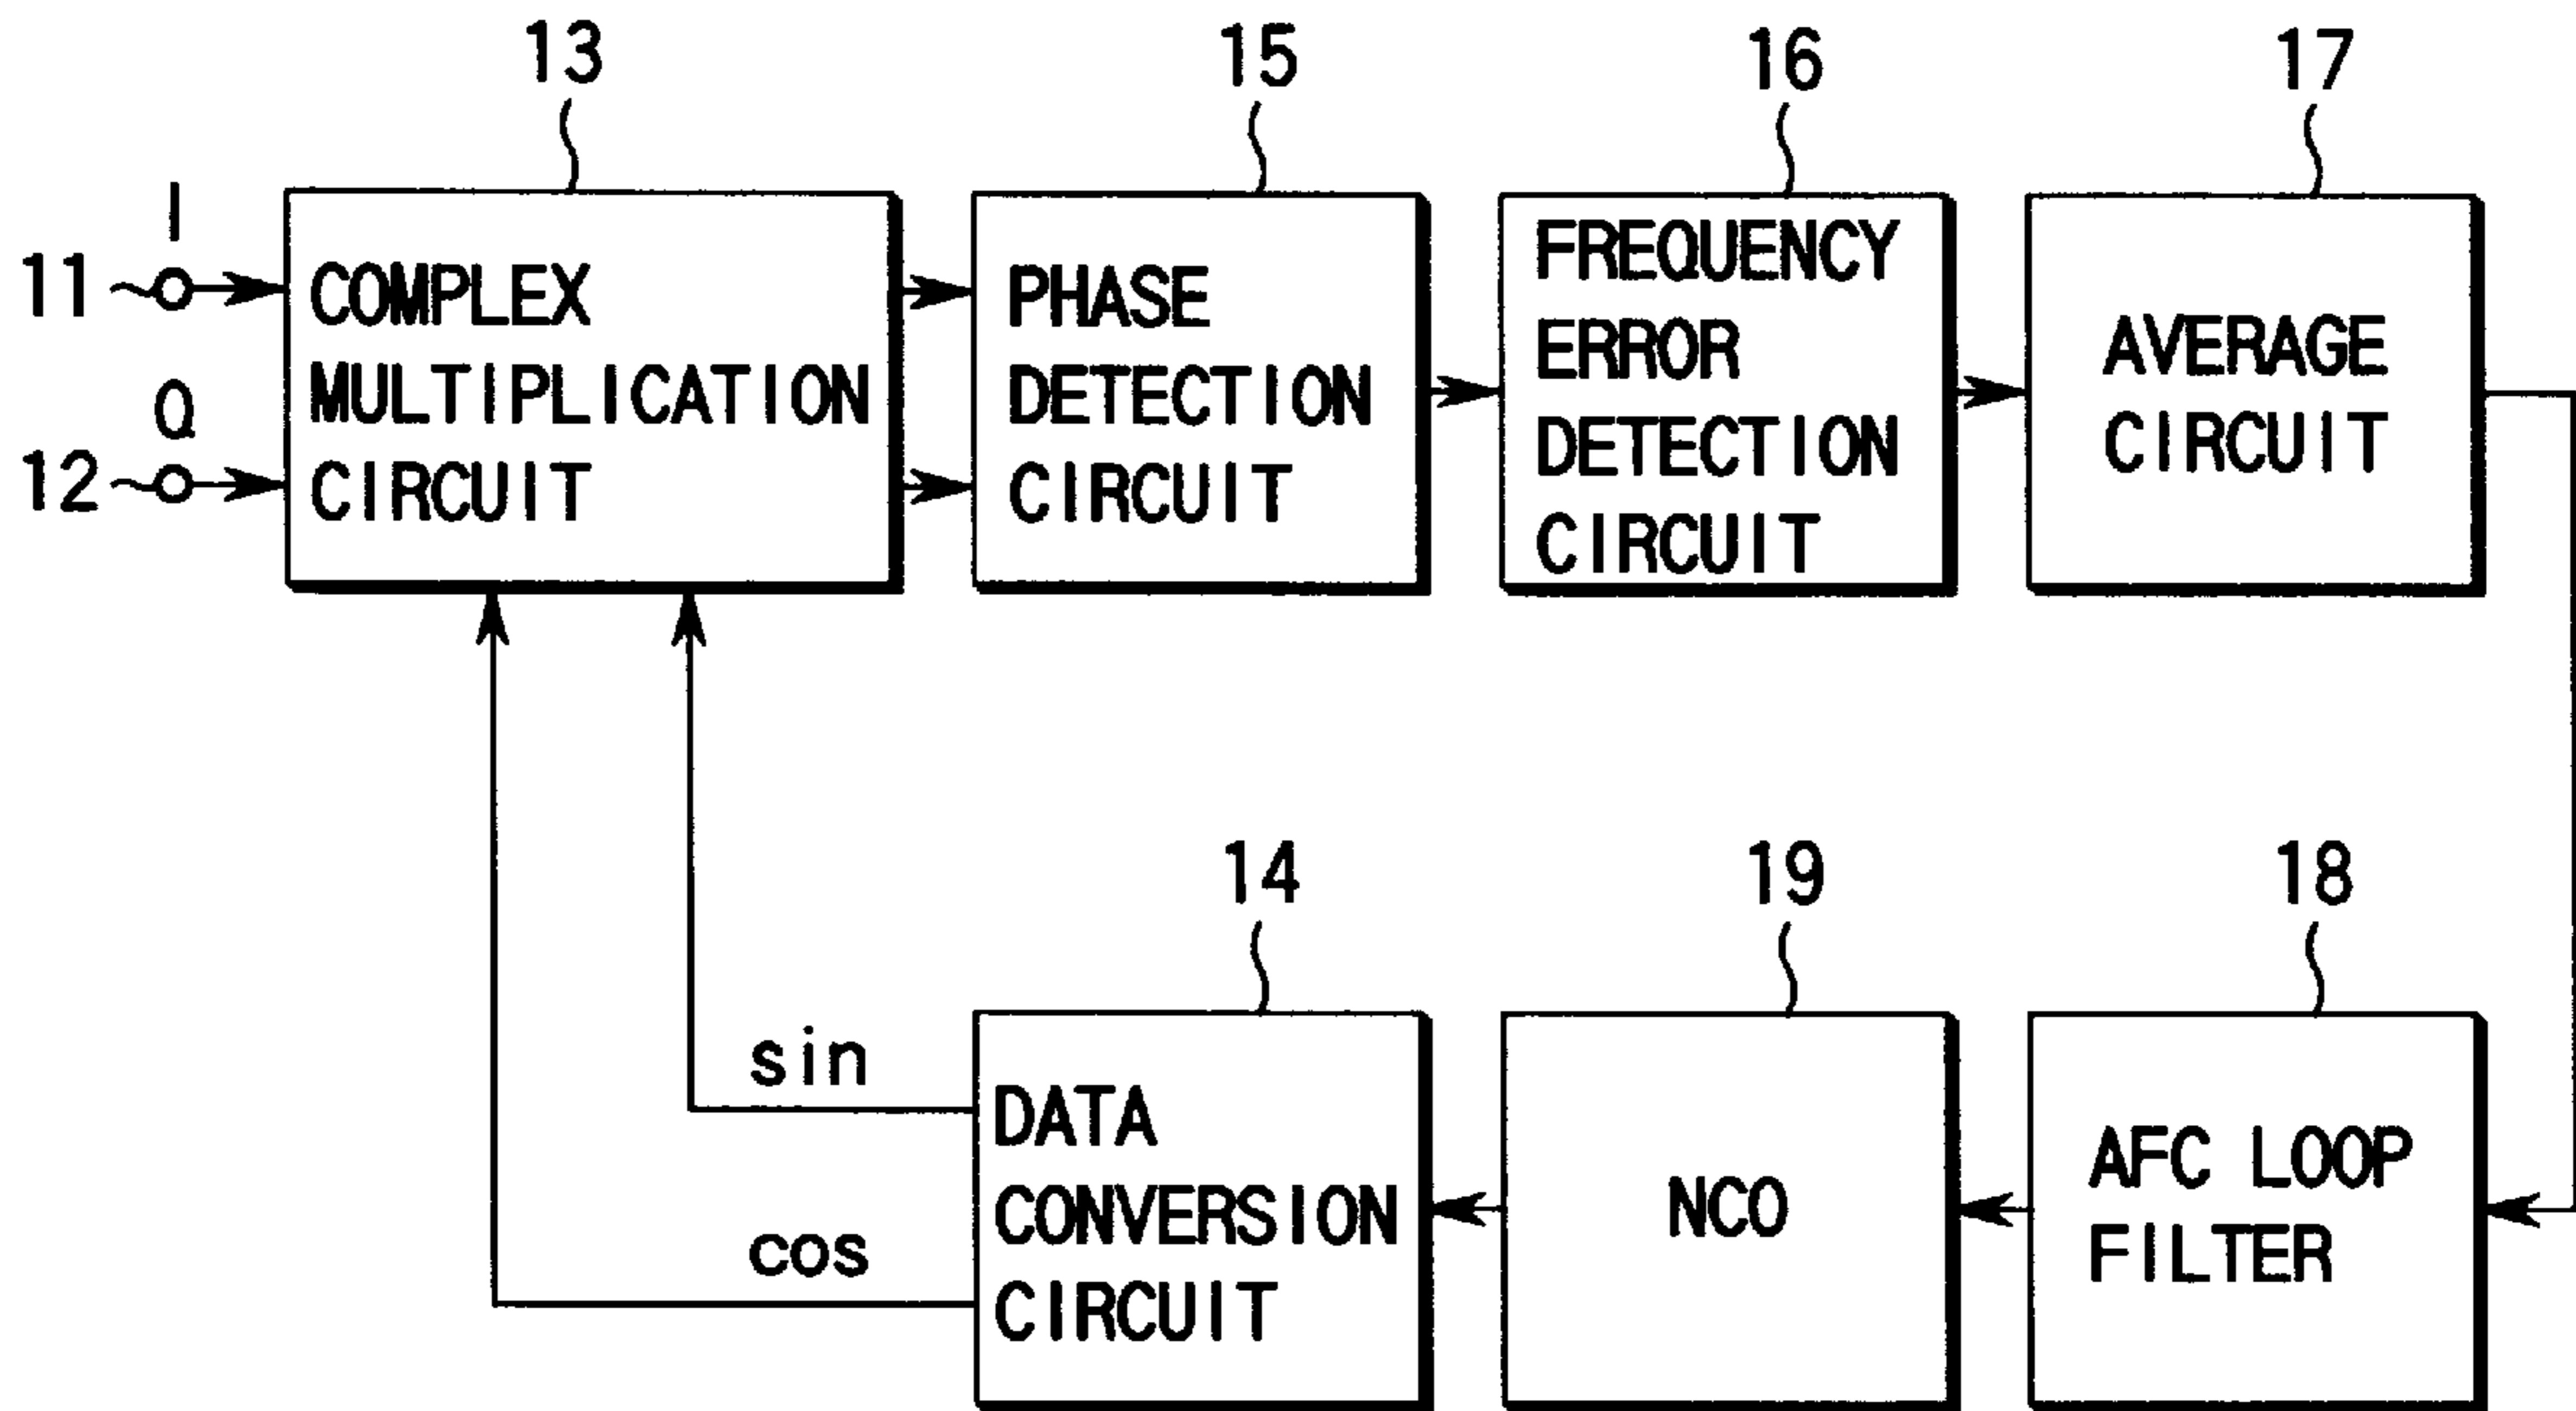 13
15
16
17
I
11
Q
12
COMPLEX
MULTIPLICATION
CIRCUIT
PHASE
DETECTION
CIRCUIT
FREQUENCY
ERROR
DETECTION
CIRCUIT
AVERAGE
CIRCUIT
14
19
18
sin
cos
DATA
CONVERSION
CIRCUIT
NCO
AFC LOOP
FILTER